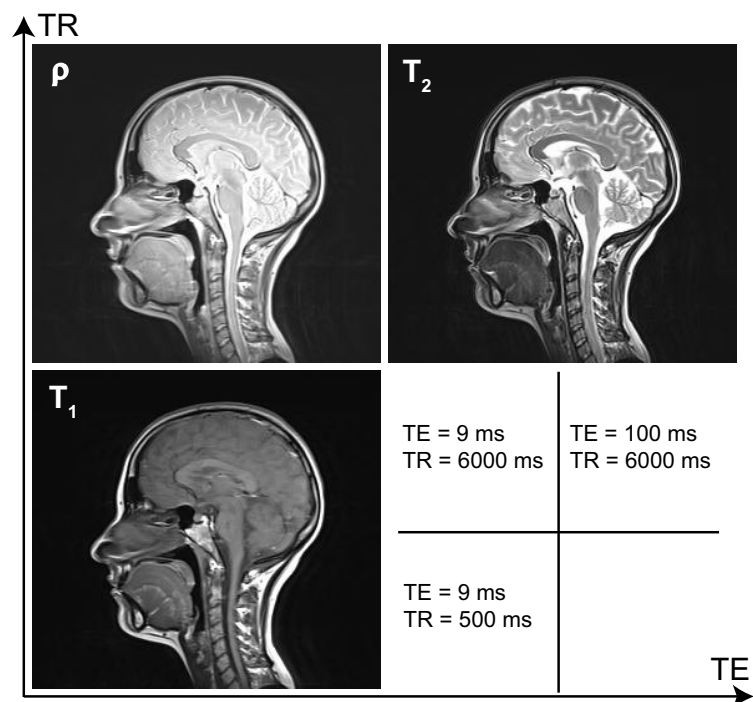 TR
ρ
T2
T1
TE = 9 ms
TR = 6000 ms
TE = 100 ms
TR = 6000 ms
TE = 9 ms
TR = 500 ms
TE